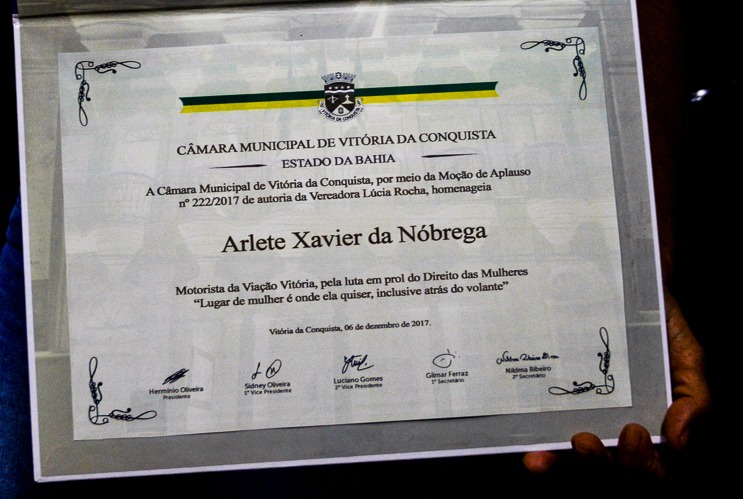 VITÓRIA DA CONQUISTA
CÂMARA MUNICIPAL DE VITÓRIA DA CONQUISTA
ESTADO DA BAHIA
A Câmara Municipal de Vitória da Conquista, por meio da Moção de Aplauso
nº 222/2017 de autoria da Vereadora Lúcia Rocha, homenageia
Arlete Xavier da Nóbrega
Motorista da Viação Vitória, pela luta em prol do Direito das Mulheres
“Lugar de mulher é onde ela quiser, inclusive atrás do volante”
Vitória da Conquista, 06 de dezembro de 2017.
Hermínio Oliveira
Presidente
Sidney Oliveira
1º Vice Presidente
Luciano Gomes
2º Vice Presidente
Gilmar Ferraz
1º Secretário
Nildma Ribeiro
2º Secretário